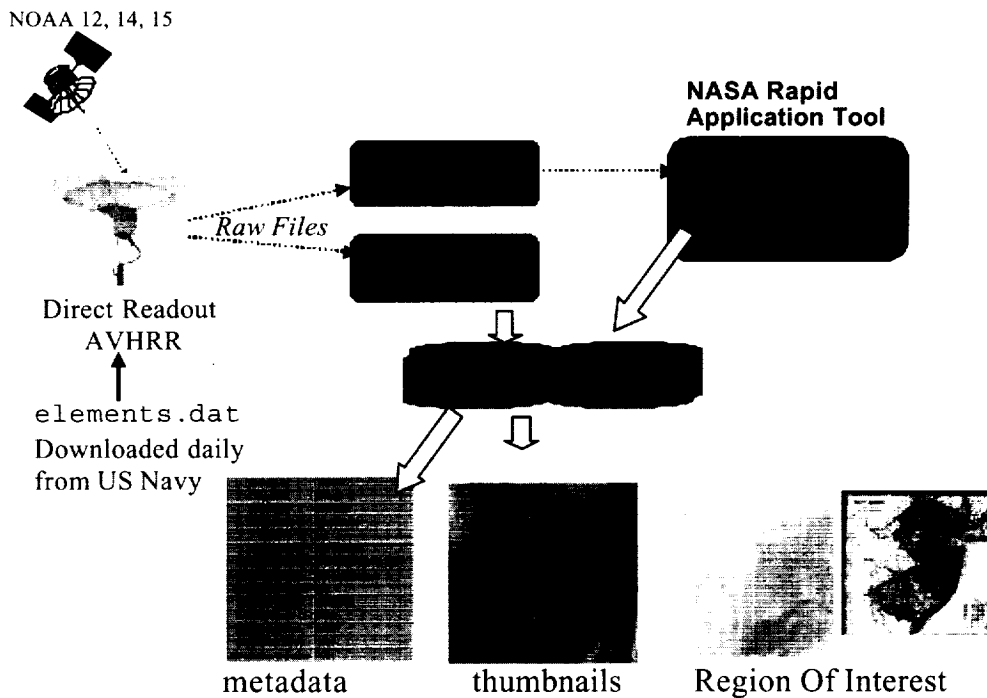 NOAA 12, 14, 15
NASA Rapid
Application Tool
Raw Files
Direct Readout
AVHRR
elements.dat
Downloaded daily
from US Navy
metadata
thumbnails
Region Of Interest